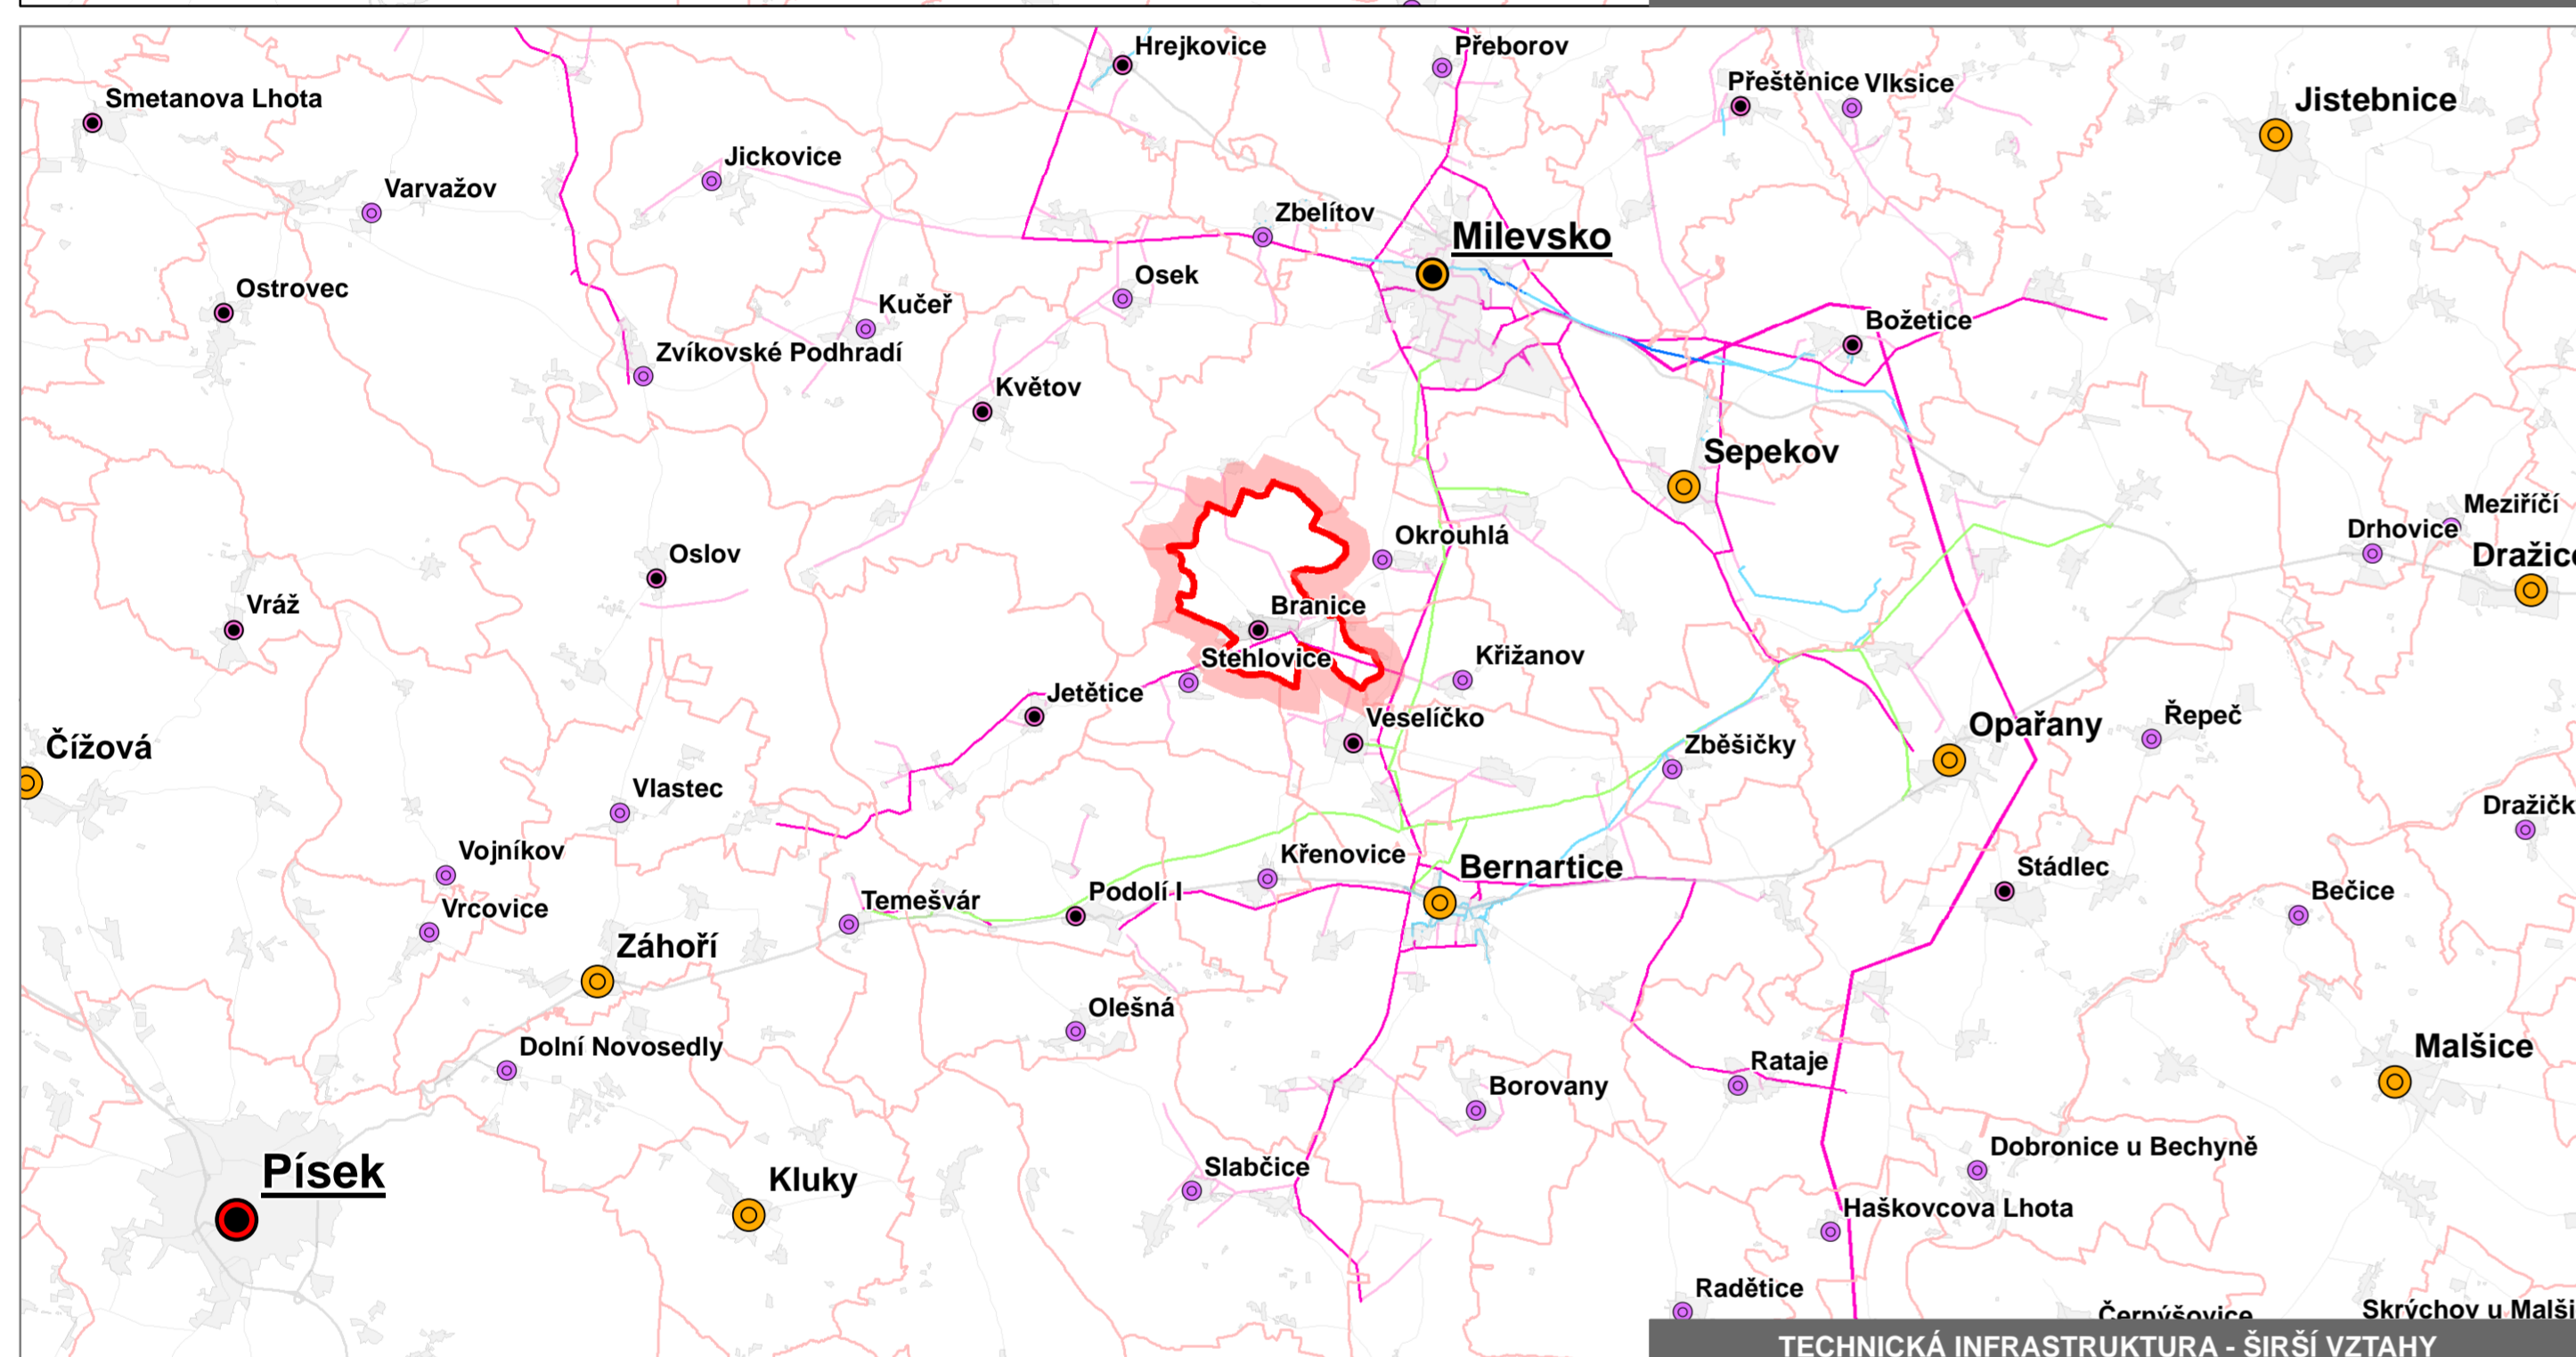 Hrejkovice
Přeborov
Smetanova Lhota
Přeštěnice
Vlksice
Jistebnice
Jickovice
Varvažov
Zbelítov
Milevsko
Osek
Ostrovec
Kučeř
Božetice
Zvíkovské Podhradí
Květov
Sepekov
Meziříčí
Drhovice
Okrouhlá
Oslov
Vráž
Branice
Stehlovice
Křižanov
Jetětice
Veselíčko
Řepeč
Opařany
Čížová
Zběšičky
Vlastec
Vojníkov
Křenovice
Bernartice
Stádlec
Bečice
Podolí I
Temešvár
Vrcovice
Záhoří
Olešná
Dolní Novosedly
Malšice
Rataje
Borovany
Dobronice u Bechyně
Slabčice
Písek
Kluky
Haškovcova Lhota
Radětice
Černýšovice
Skrýchov u Malši
Dražice
Dražičk
TECHNICKÁ INFRASTRUKTURA - ŠIRŠÍ VZTAHY